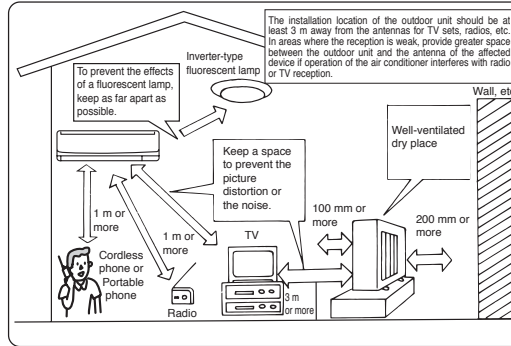 The installation location of the outdoor unit should be at
least 3 m away from the antennas for TV sets, radios, etc.
In areas where the reception is weak, provide greater space
between the outdoor unit and the antenna of the affected
device if operation of the air conditioner interferes with radio
or TV reception.
Inverter-type
fluorescent lamp
To prevent the effects
of a fluorescent lamp,
keep as far apart as
possible.
Wall, etc
Well-ventilated
dry place
Keep a space
to prevent the
picture
distortion or
the noise.
100 mm or
more
200 mm or
more
1 m or
more
1 m or
more
TV
Cordless
phone or
Portable
phone
Radio
3 m
or more